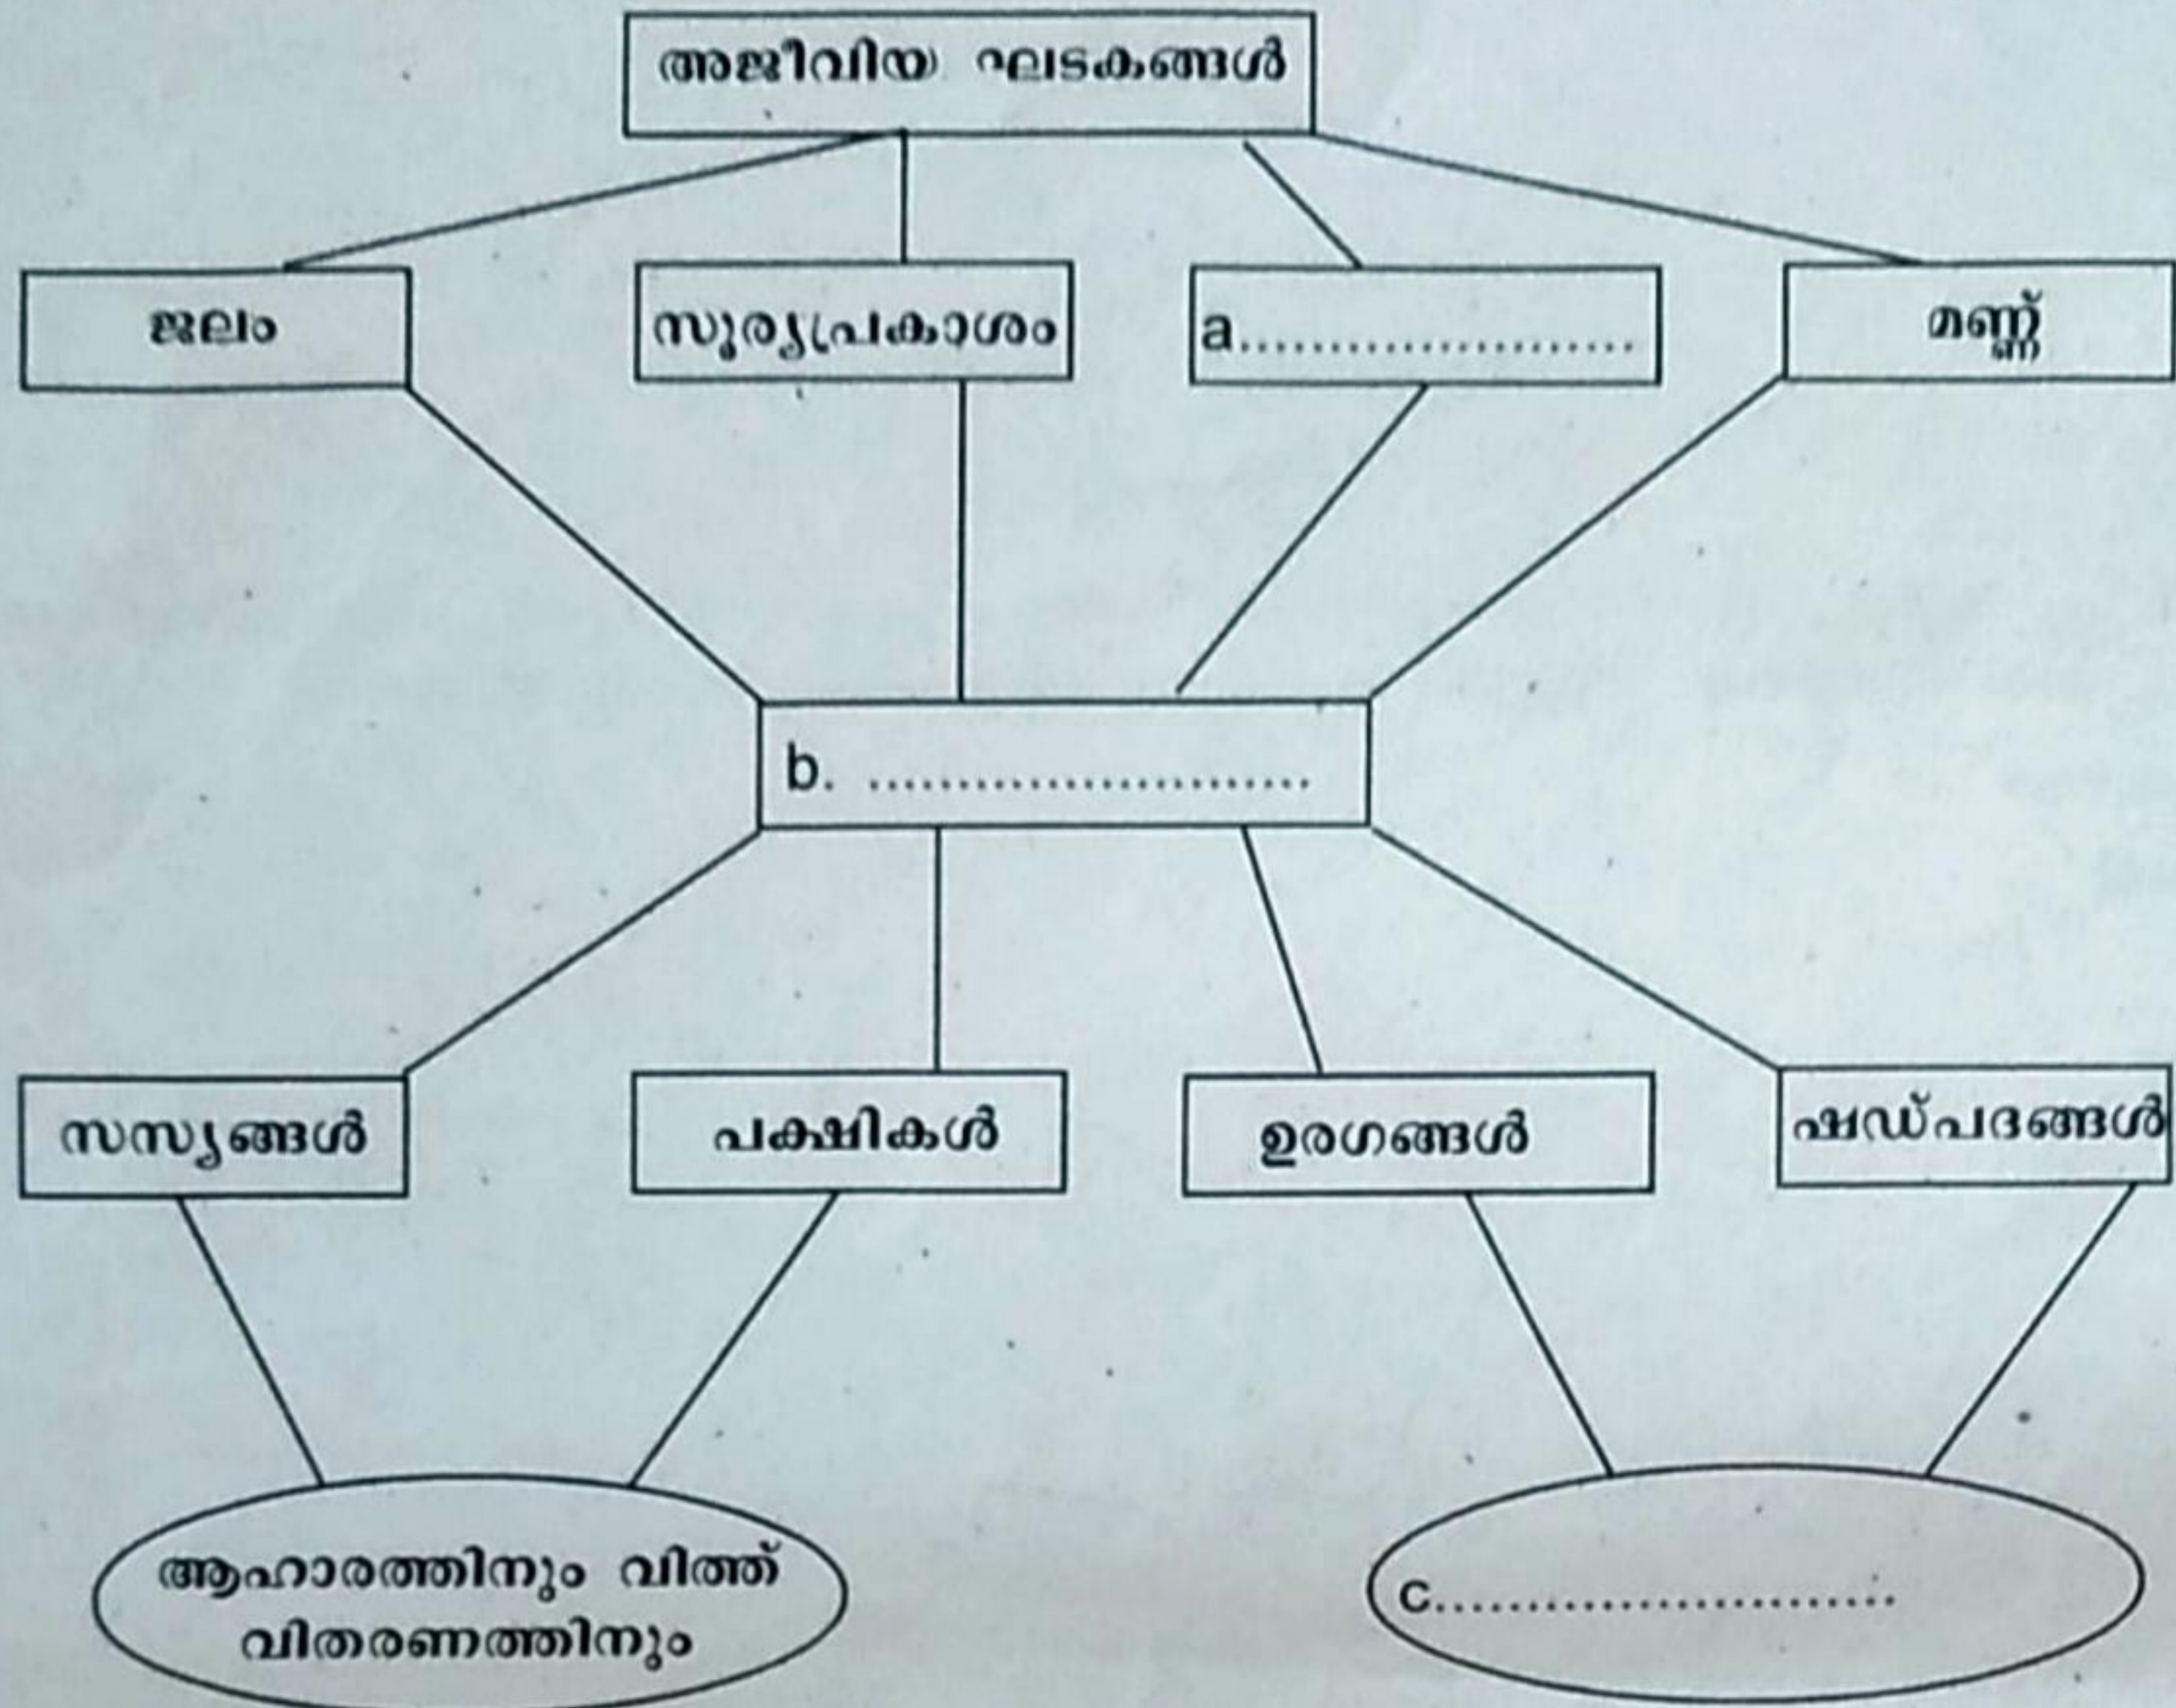 അജീവിയ ഘടകങ്ങൾ
ജലം
സൂര്യപ്രകാശം
a......................
മണ്ണ്
b. .........................
സസ്യങ്ങൾ
പക്ഷികൾ
ഉരഗങ്ങൾ
ഷഡ്പദങ്ങൾ
ആഹാരത്തിനും വിത്ത്
വിതരണത്തിനും
c..........................